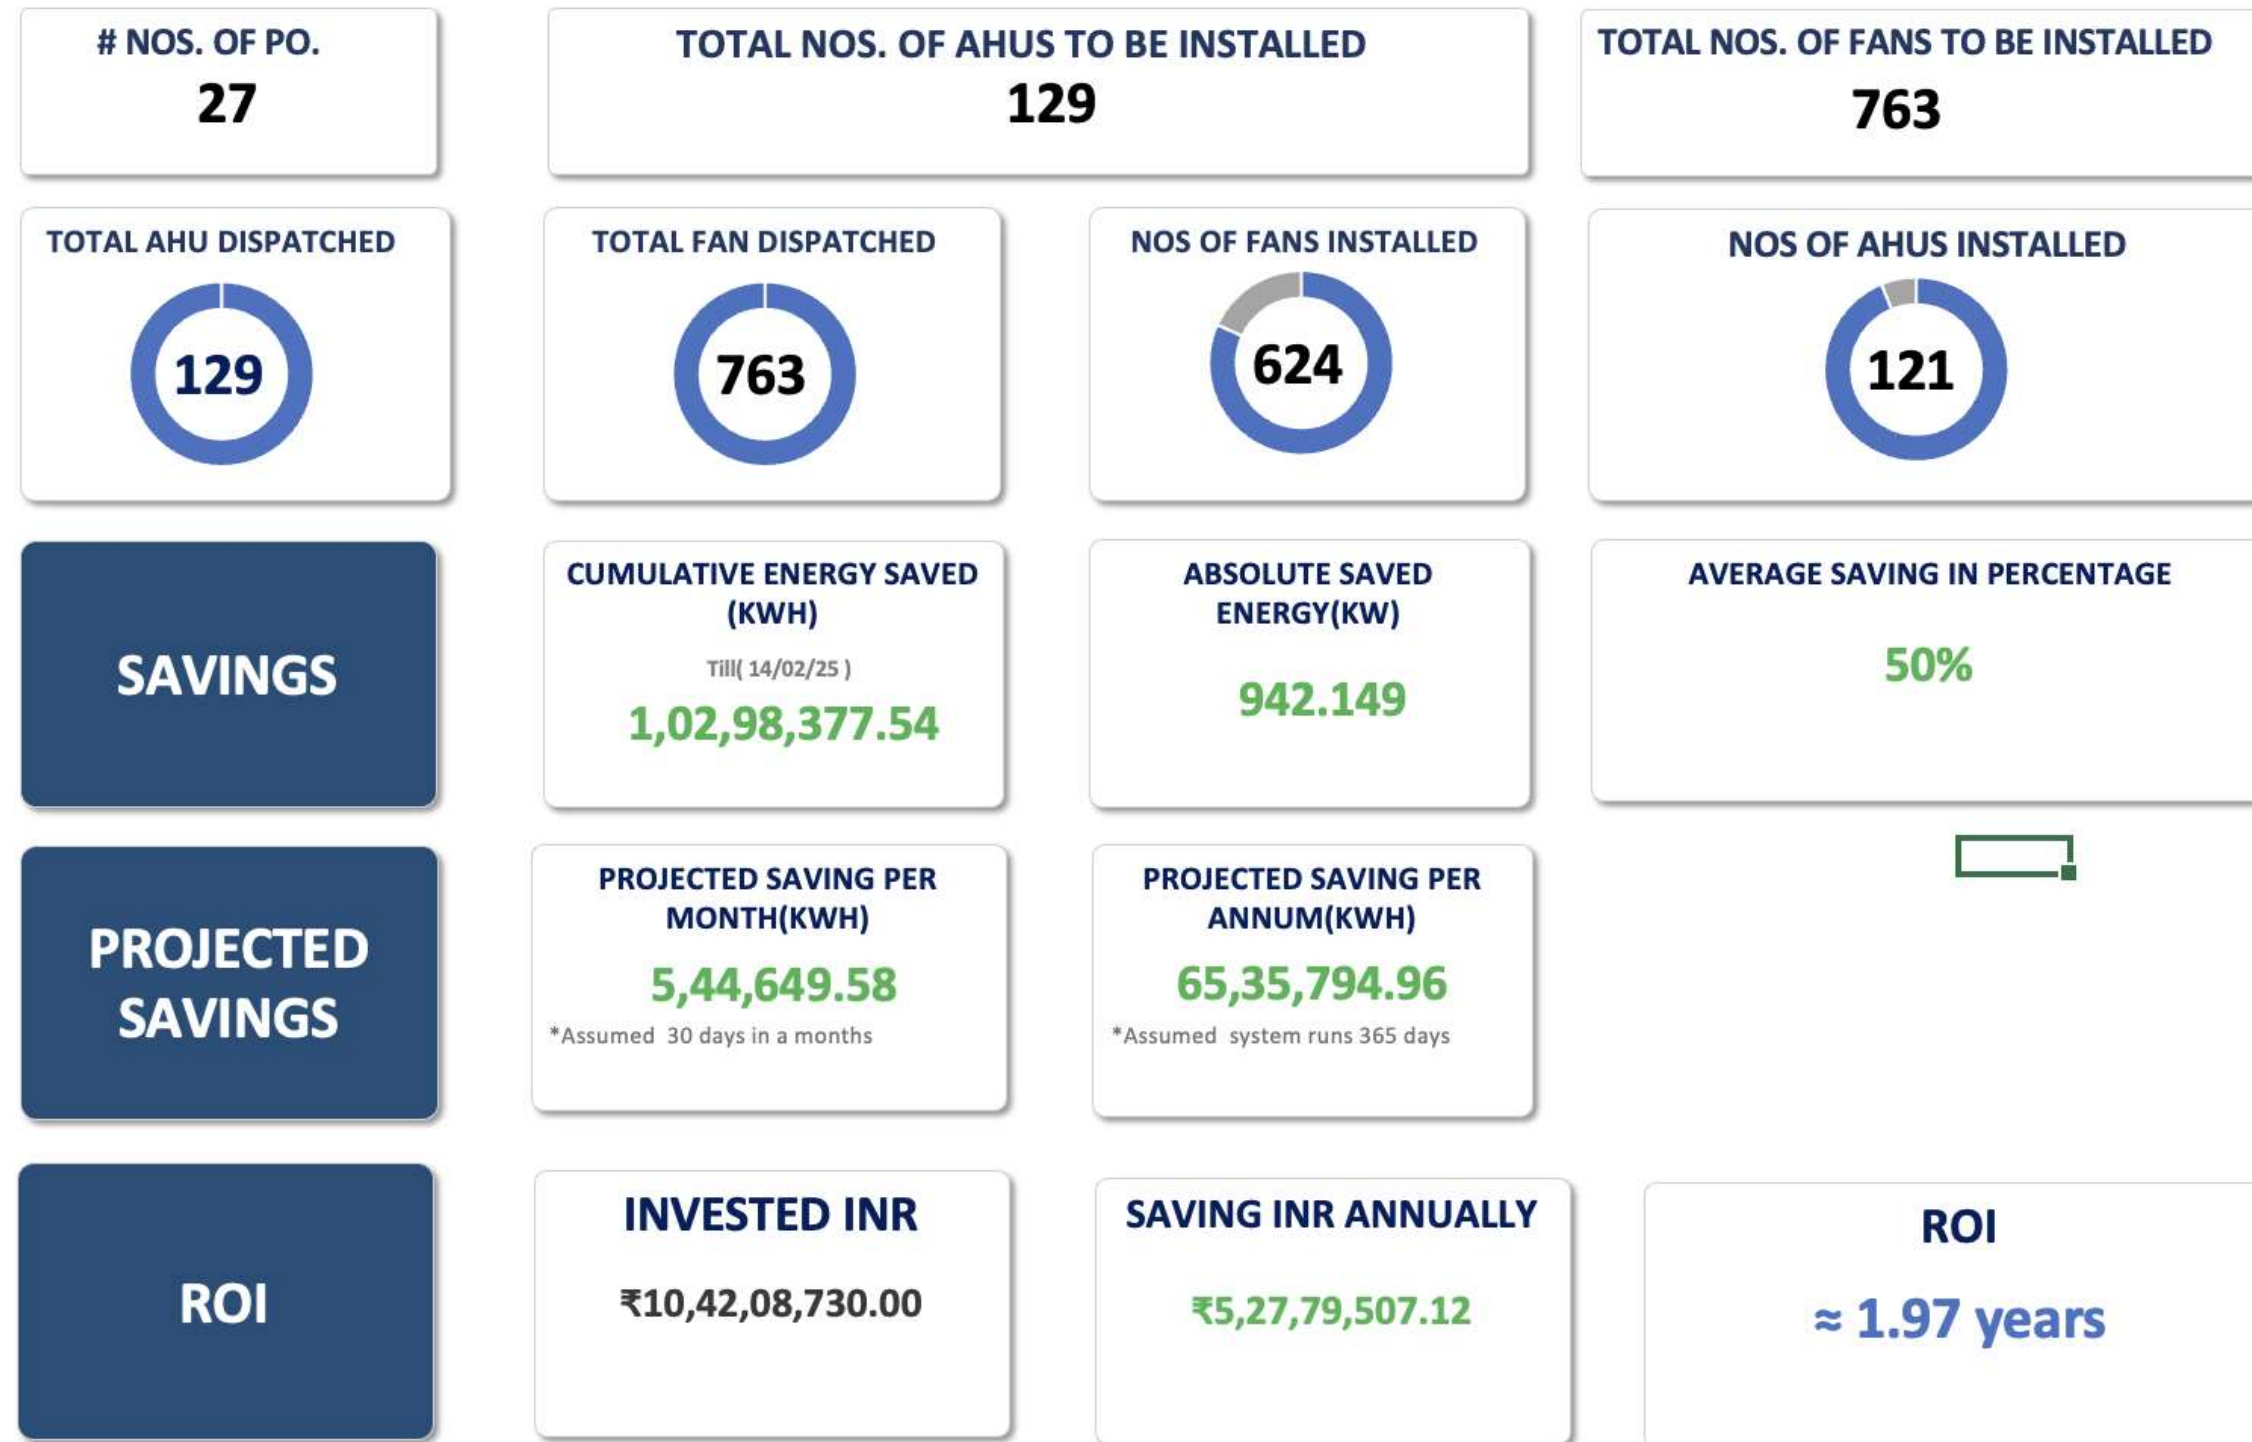 # NOS. OF PO.
27
TOTAL NOS. OF AHUS TO BE INSTALLED
129
TOTAL NOS. OF FANS TO BE INSTALLED
763
TOTAL AHU DISPATCHED
129
TOTAL FAN DISPATCHED
763
NOS OF FANS INSTALLED
624
NOS OF AHUS INSTALLED
121
SAVINGS
CUMULATIVE ENERGY SAVED
(KWH)
Till( 14/02/25 )
1,02,98,377.54
ABSOLUTE SAVED
ENERGY(KW)
942.149
AVERAGE SAVING IN PERCENTAGE
50%
PROJECTED
SAVINGS
PROJECTED SAVING PER
MONTH(KWH)
5,44,649.58
*Assumed 30 days in a months
PROJECTED SAVING PER
ANNUM(KWH)
65,35,794.96
*Assumed system runs 365 days
ROI
INVESTED INR
₹10,42,08,730.00
SAVING INR ANNUALLY
₹5,27,79,507.12
ROI
≈ 1.97 years